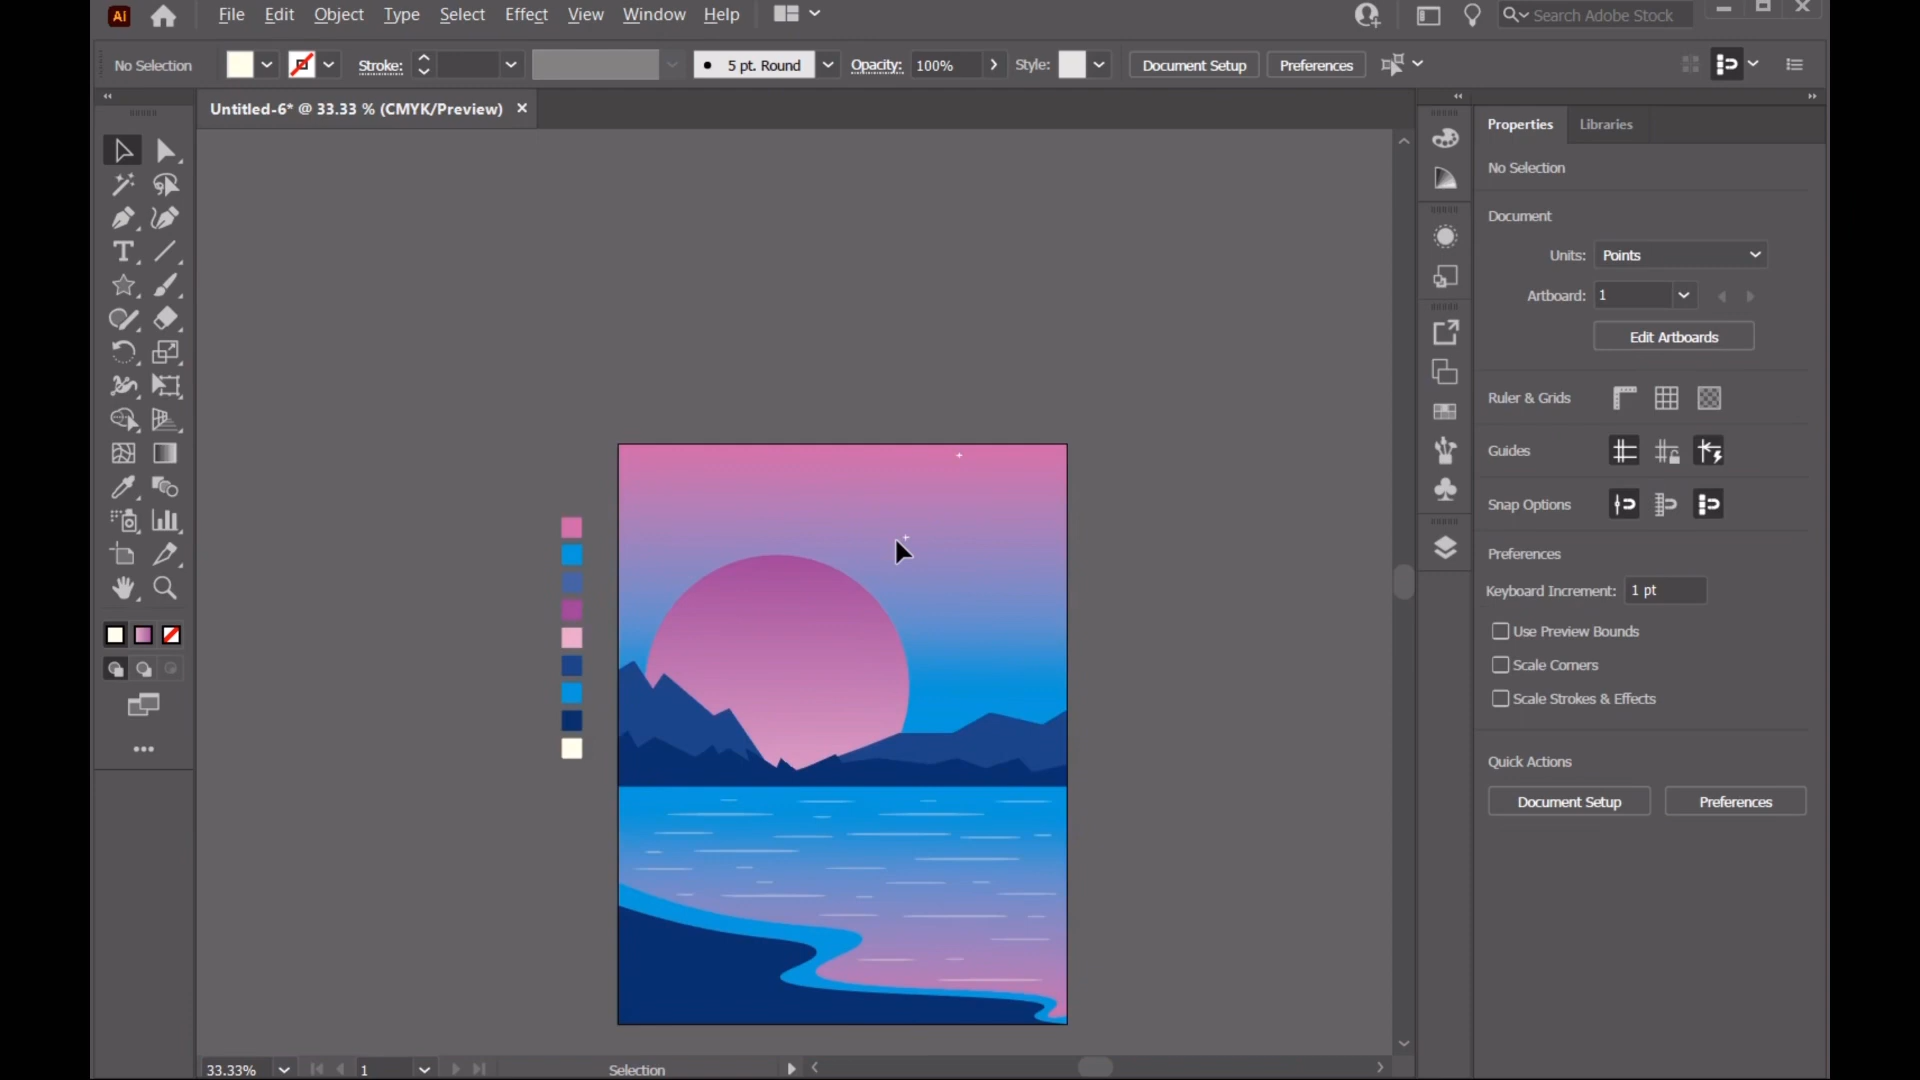 Ai File Edit Object Type Select Effect View Window Help Search Adobe Stock
No Selection Stroke: 5 pt. Round Opacity: 100% Style: Document Setup Preferences
Untitled-6* @ 33.33 % (CMYK/Preview)
Properties Libraries
No Selection
Document
Units: Points
Artboard: 1
Edit Artboards
Ruler & Grids
Guides
Snap Options
Preferences
Keyboard Increment: 1 pt
Use Preview Bounds
Scale Corners
Scale Strokes & Effects
Quick Actions
Document Setup Preferences
33.33% 1 Selection